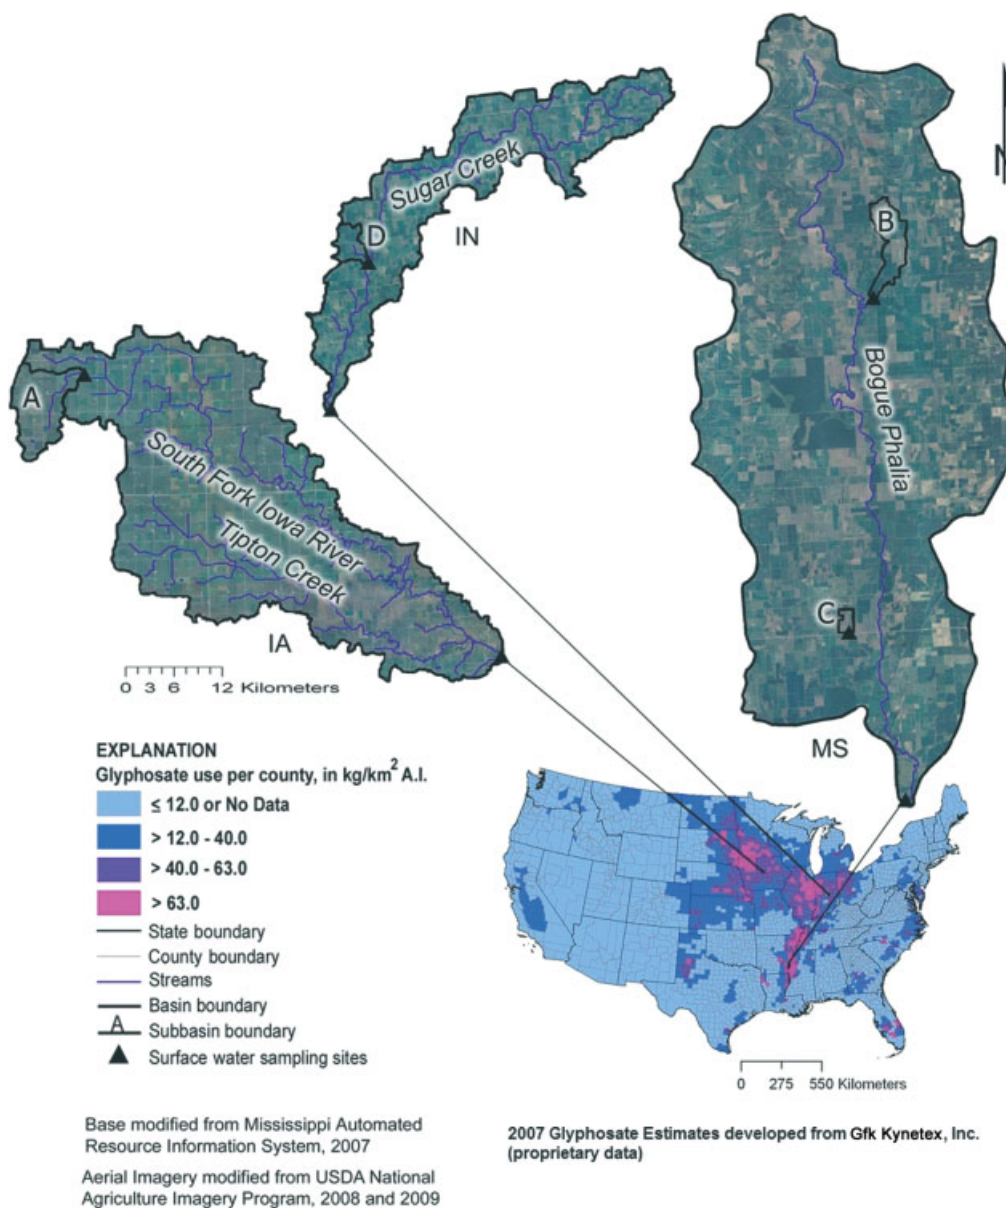 Sugar Creek
D
IN
B
N
A
Bogue Phalia
South Fork Iowa River
Tipton Creek
C
IA
0 3 6 12 Kilometers
MS
EXPLANATION
Glyphosate use per county, in kg/km² A.I.
≤ 12.0 or No Data
> 12.0 - 40.0
> 40.0 - 63.0
> 63.0
State boundary
County boundary
Streams
Basin boundary
A Subbasin boundary
Surface water sampling sites
0 275 550 Kilometers
Base modified from Mississippi Automated
Resource Information System, 2007
Aerial Imagery modified from USDA National
Agriculture Imagery Program, 2008 and 2009
2007 Glyphosate Estimates developed from Gfk Kynetex, Inc.
(proprietary data)